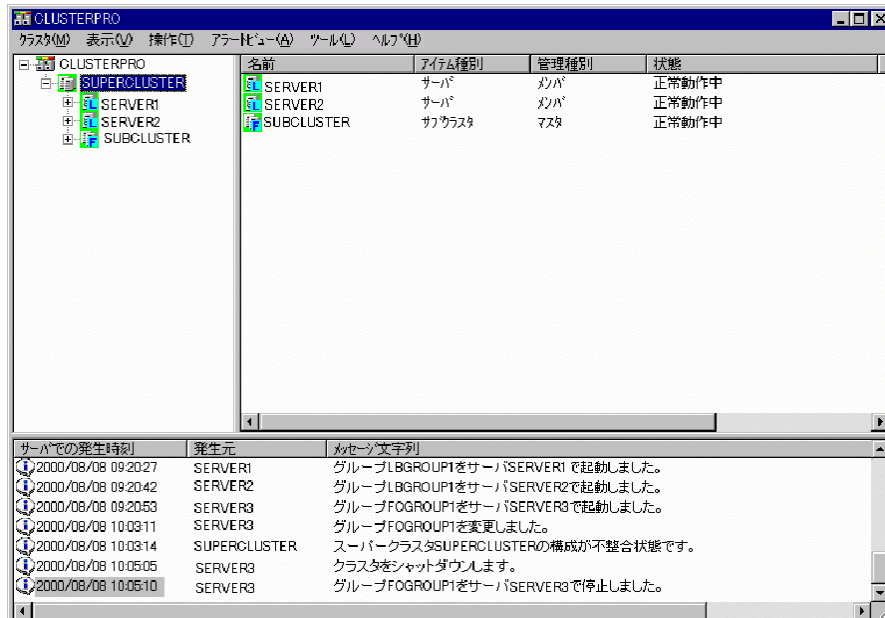 CLUSTERPRO
クラスタ(M) 表示(V) 操作(T) アラートビュー(A) ツール(L) ヘルプ(H)
CLUSTERPRO
SUPERCLUSTER
SERVER1
SERVER2
SUBCLUSTER
名前 アイテム種別 管理種別 状態
SERVER1 サーバ メンバ 正常動作中
SERVER2 サーバ メンバ 正常動作中
SUBCLUSTER サブクラスタ マスタ 正常動作中
サーバでの発生時刻 発生元 メッセージ文字列
2000/08/08 09:20:27 SERVER1 グループLBGROUP1をサーバSERVER1で起動しました。
2000/08/08 09:20:42 SERVER2 グループLBGROUP1をサーバSERVER2で起動しました。
2000/08/08 09:20:53 SERVER3 グループFOGROUP1をサーバSERVER3で起動しました。
2000/08/08 10:03:11 SERVER3 グループFOGROUP1を変更しました。
2000/08/08 10:03:14 SUPERCLUSTER スーパークラスタSUPERCLUSTERの構成が不整合状態です。
2000/08/08 10:05:05 SERVER3 クラスタをシャットダウンします。
2000/08/08 10:05:10 SERVER3 グループFOGROUP1をサーバSERVER3で停止しました。